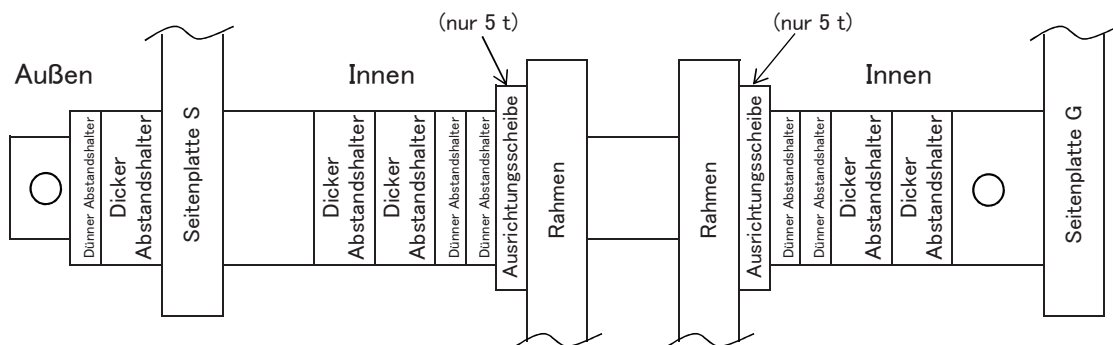 (nur 5 t)
(nur 5 t)
Außen
Innen
Innen
Dünner Abstandshalter
Dicker
Abstandshalter
Seitenplatte S
Dicker
Abstandshalter
Dicker
Abstandshalter
Dünner Abstandshalter
Dünner Abstandshalter
Ausrichtungsscheibe
Rahmen
Rahmen
Ausrichtungsscheibe
Dünner Abstandshalter
Dünner Abstandshalter
Dicker
Abstandshalter
Dicker
Abstandshalter
Seitenplatte G